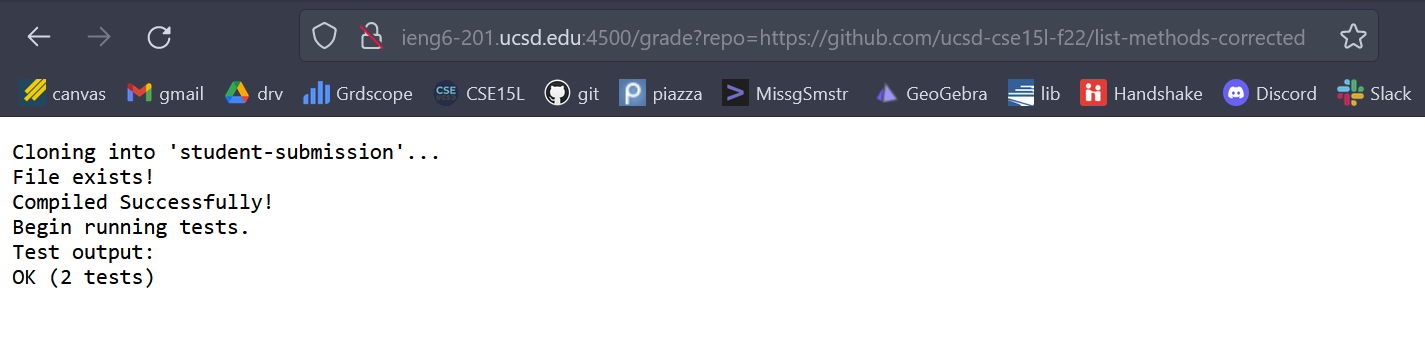 ieng6-201.ucsd.edu:4500/grade?repo=https://github.com/ucsd-cse15l-f22/list-methods-corrected
canvas gmail drv Grdscope CSE CSE15L git piazza MissgSmstr GeoGebra lib Handshake Discord Slack
Cloning into 'student-submission'...
File exists!
Compiled Successfully!
Begin running tests.
Test output:
OK (2 tests)